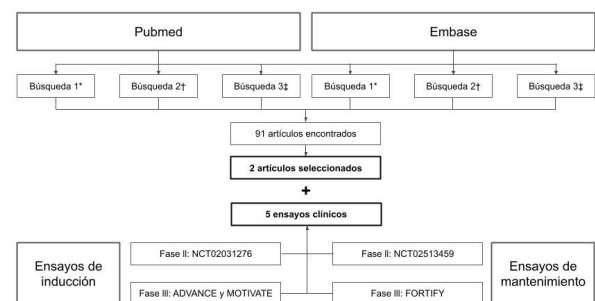 Pubmed
Embase
Búsqueda 1*
Búsqueda 2†
Búsqueda 3‡
Búsqueda 1*
Búsqueda 2†
Búsqueda 3‡
91 artículos encontrados
2 artículos seleccionados
+
5 ensayos clínicos
Ensayos de
inducción
Fase II: NCT02031276
Fase II: NCT02513459
Fase III: ADVANCE y MOTIVATE
Fase III: FORTIFY
Ensayos de
mantenimiento